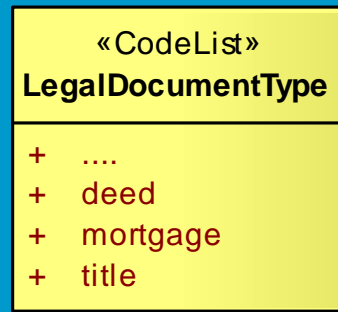 «CodeList»
LegalDocumentType
+ ....
+ deed
+ mortgage
+ title